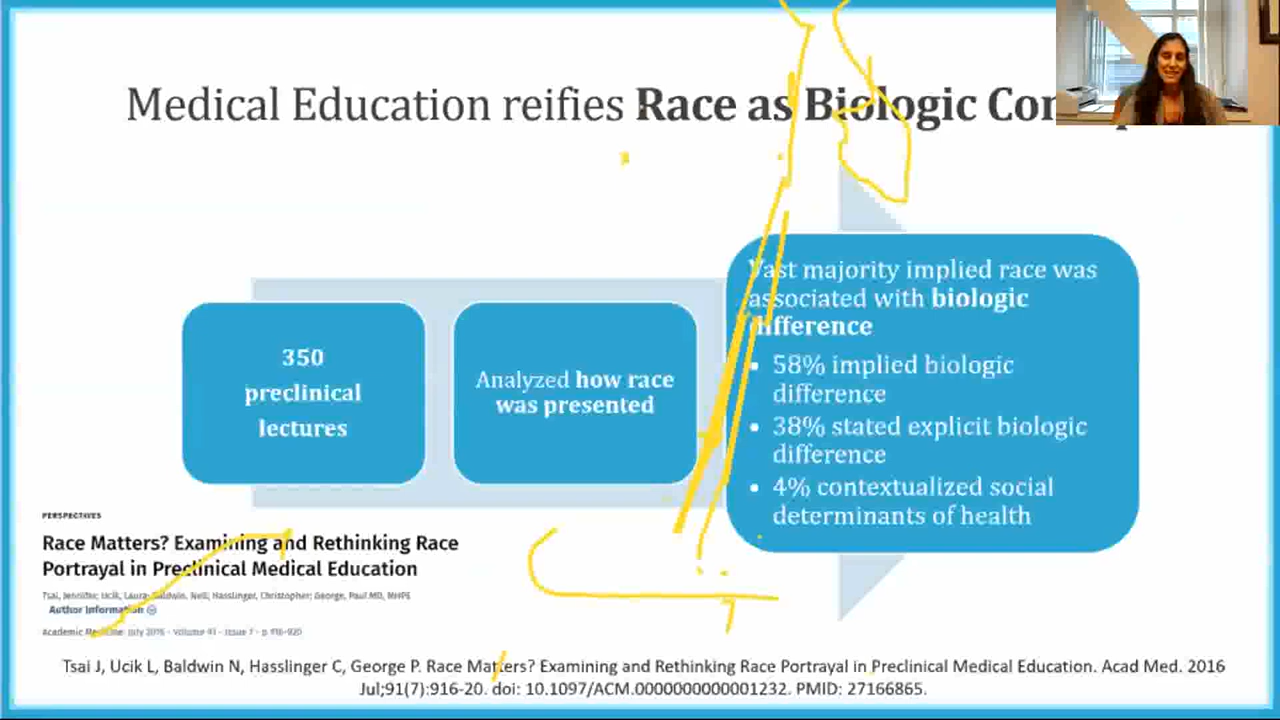 Medical Education reifies Race as Biologic
350
preclinical
lectures
Analyzed how race
was presented
Vast majority implied race was
associated with biologic
difference
• 58% implied biologic
difference
• 38% stated explicit biologic
difference
• 4% contextualized social
determinants of health
PERSPECTIVES
Race Matters? Examining and Rethinking Race
Portrayal in Preclinical Medical Education
Tsai, Jennifer; Ucik, Laura; Baldwin, Nell; Hasslinger, Christopher; George, Paul MD, MHPE
Author Information
Academic Medicine: July 2016 - Volume 91 - Issue 7 - p 916-920
Tsai J, Ucik L, Baldwin N, Hasslinger C, George P. Race Matters? Examining and Rethinking Race Portrayal in Preclinical Medical Education. Acad Med. 2016
Jul;91(7):916-20. doi: 10.1097/ACM.0000000000001232. PMID: 27166865.